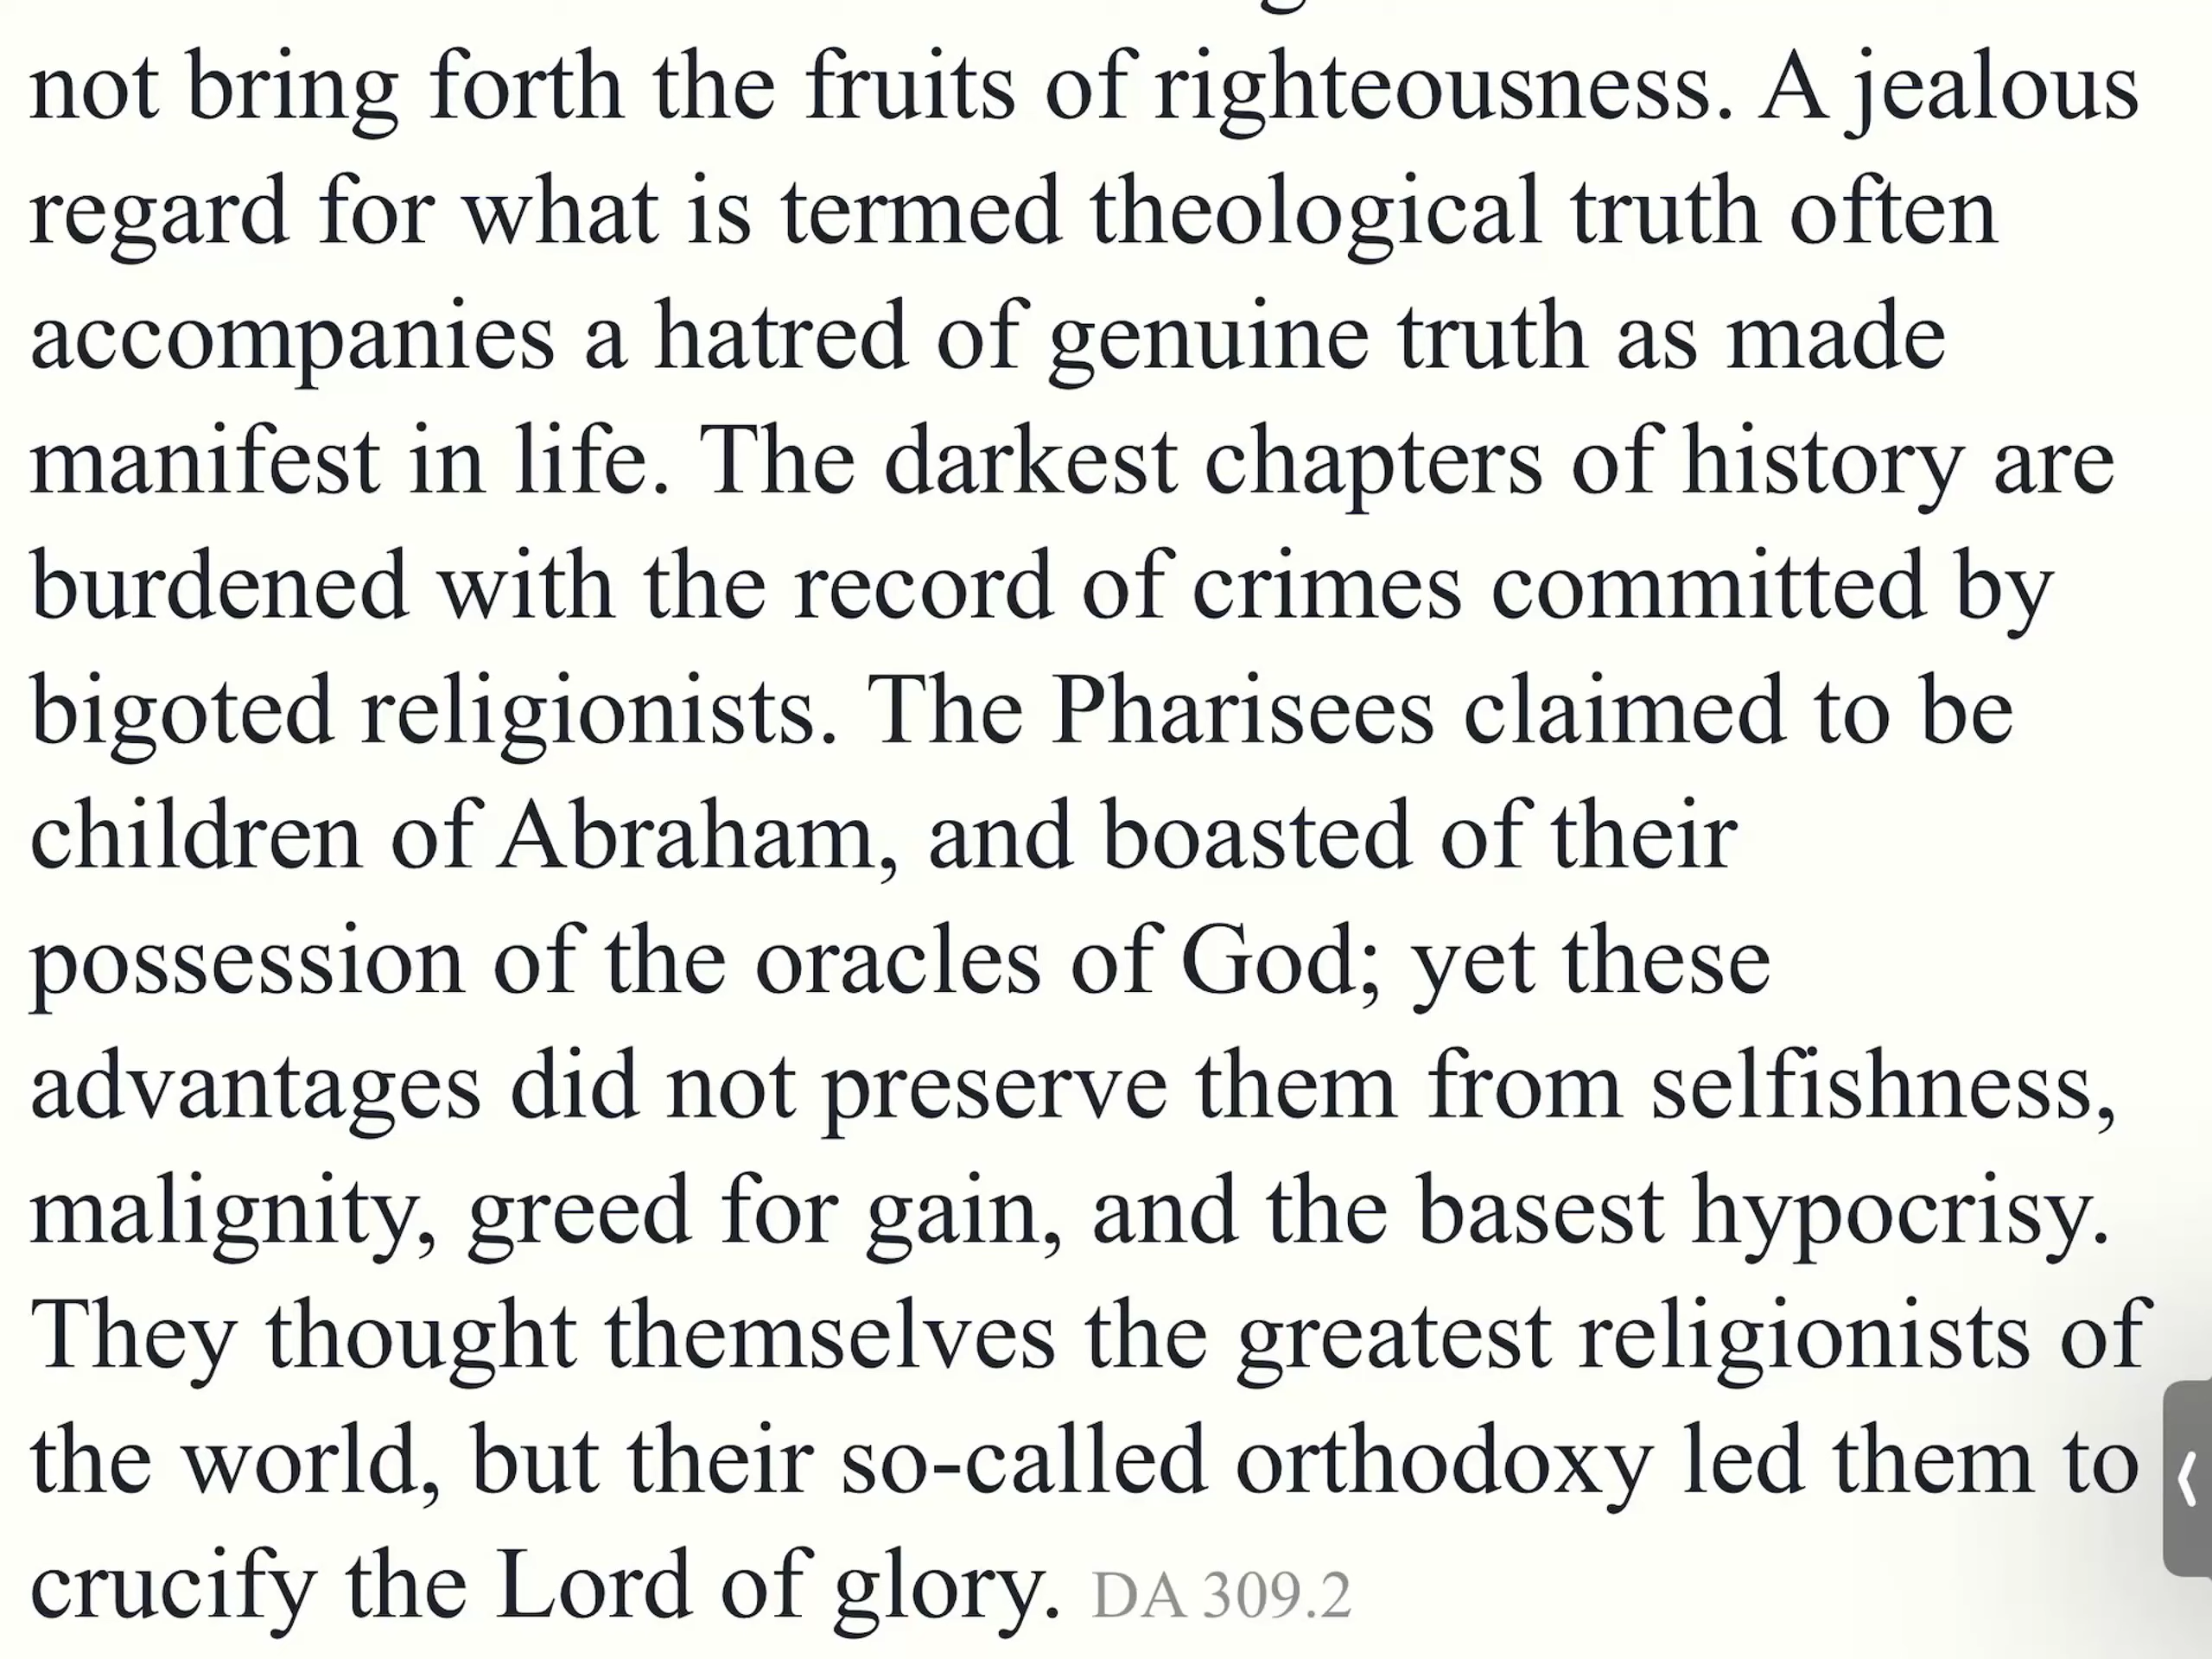 not bring forth the fruits of righteousness. A jealous
regard for what is termed theological truth often
accompanies a hatred of genuine truth as made
manifest in life. The darkest chapters of history are
burdened with the record of crimes committed by
bigoted religionists. The Pharisees claimed to be
children of Abraham, and boasted of their
possession of the oracles of God; yet these
advantages did not preserve them from selfishness,
malignity, greed for gain, and the basest hypocrisy.
They thought themselves the greatest religionists of
the world, but their so-called orthodoxy led them to
crucify the Lord of glory. DA 309.2